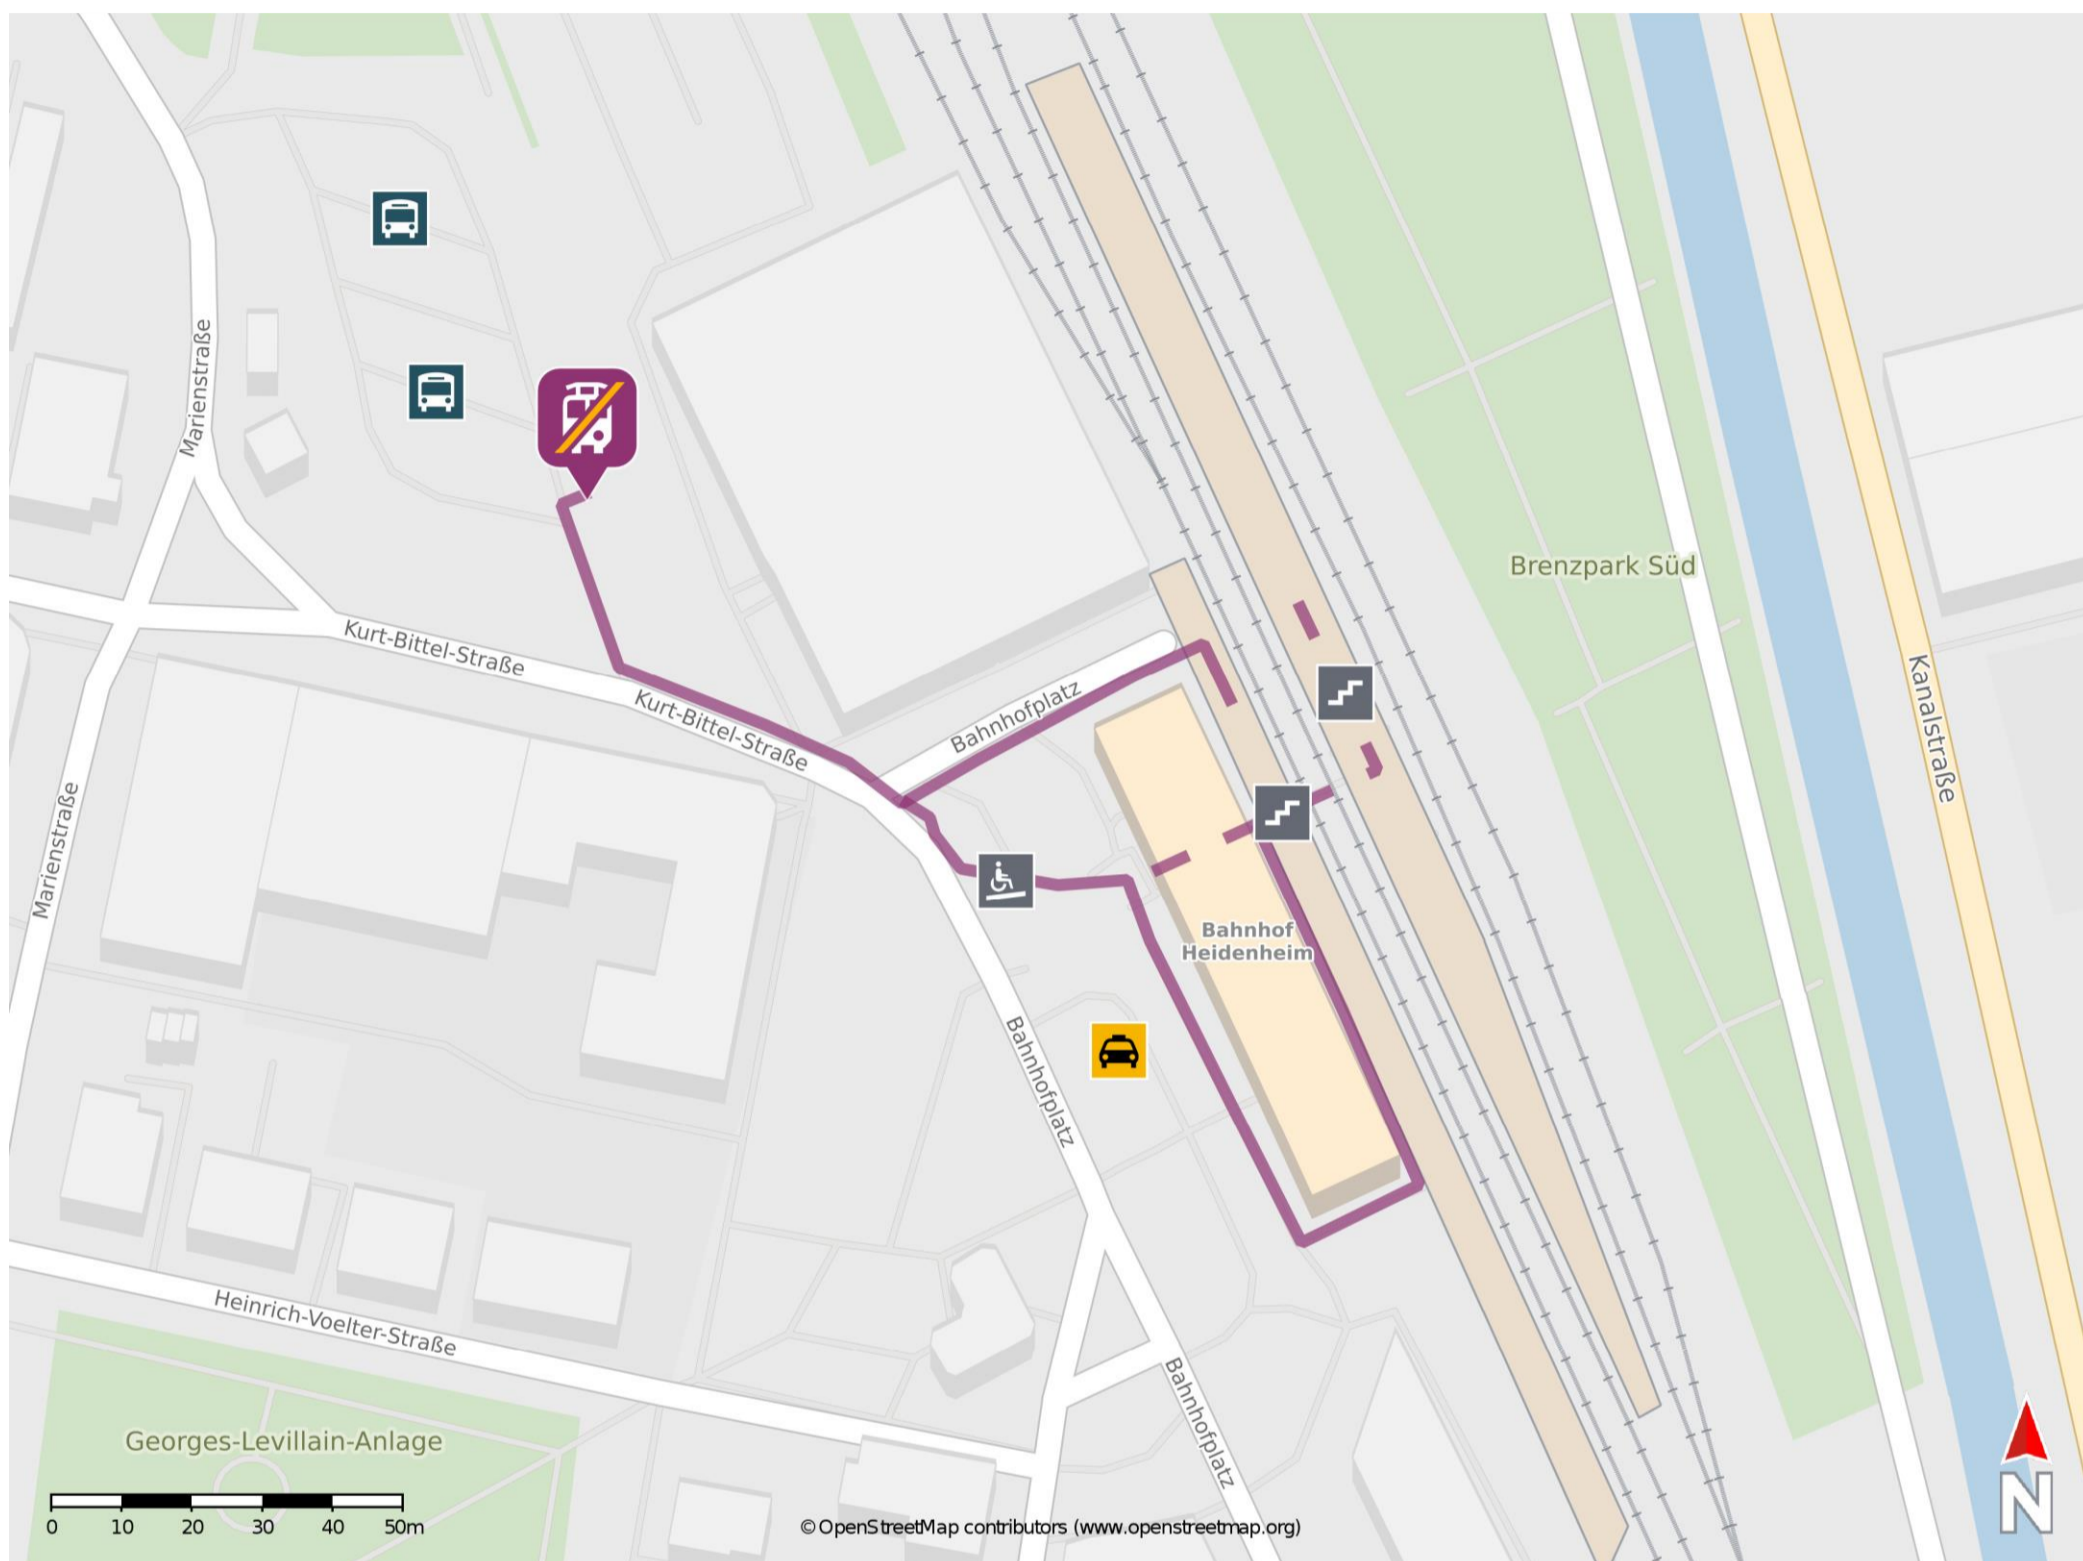 Marienstraße
Brenzpark Süd
Kurt-Bittel-Straße
Kurt-Bittel-Straße
Bahnhofplatz
Kanalstraße
Marienstraße
Bahnhof
Heidenheim
Bahnhofplatz
Heinrich-Voelter-Straße
Bahnhofplatz
Georges-Levillain-Anlage
N
0 10 20 30 40 50m
© OpenStreetMap contributors (www.openstreetmap.org)